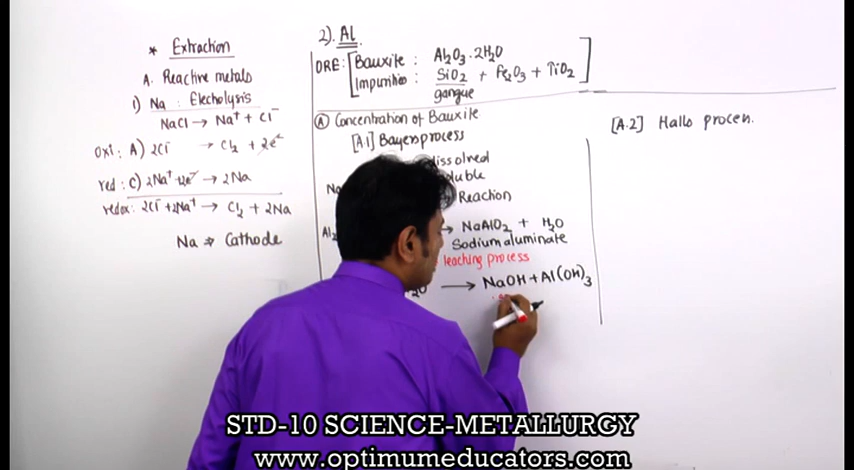 * Extraction
A. Reactive metals
1) Na : Electrolysis
NaCl → Na⁺ + Cl⁻
Oxi : A) 2Cl⁻ → Cl₂ + 2e⁻
red : C) 2Na⁺ + 2e⁻ → 2Na
redox : 2Cl⁻ + 2Na⁺ → Cl₂ + 2Na
Na ⇒ Cathode
2). Al
ORE : Bauxite : Al₂O₃ . 2H₂O
Impurities : SiO₂ + Fe₂O₃ + TiO₂
gangue
(A) Concentration of Bauxite
[A.1] Bayers process
Reaction
→ NaAlO₂ + H₂O
Sodium aluminate
leaching process
→ NaOH + Al(OH)₃
[A.2] Halls process.
STD-10 SCIENCE-METALLURGY
www.optimumeducators.com